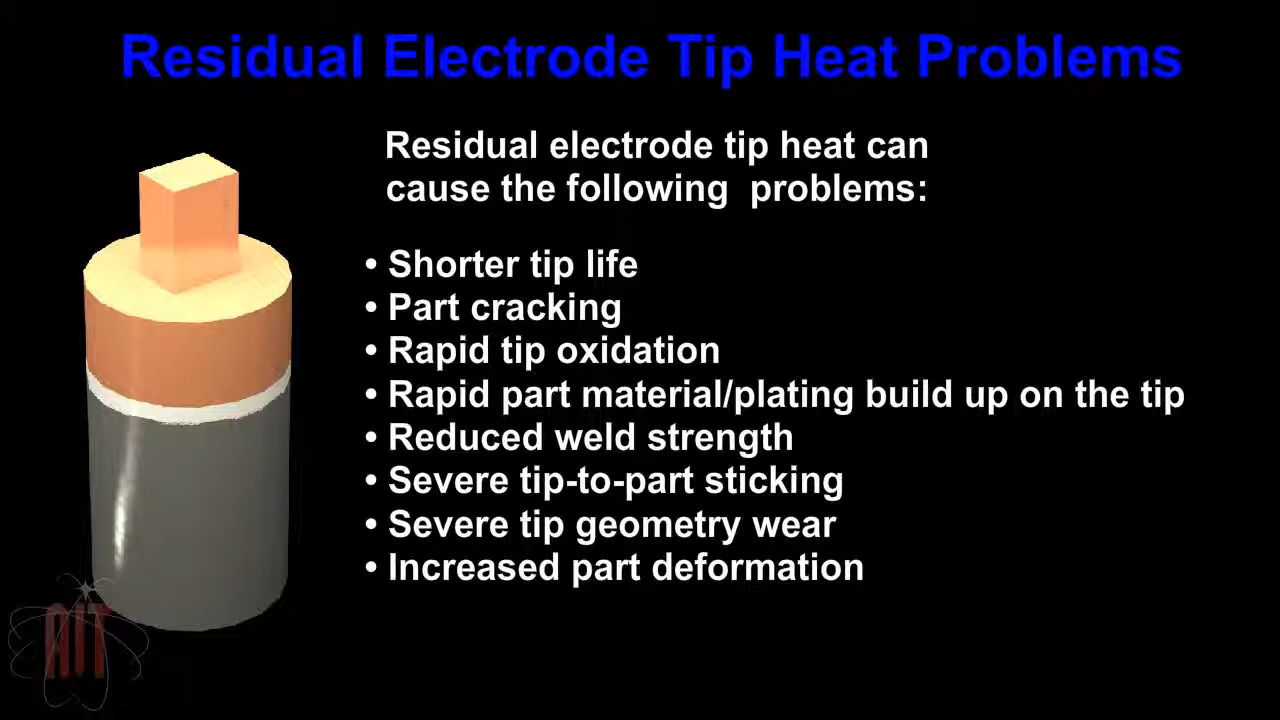 Residual Electrode Tip Heat Problems
Residual electrode tip heat can
cause the following  problems:
• Shorter tip life
• Part cracking
• Rapid tip oxidation
• Rapid part material/plating build up on the tip
• Reduced weld strength
• Severe tip-to-part sticking
• Severe tip geometry wear
• Increased part deformation
AIT